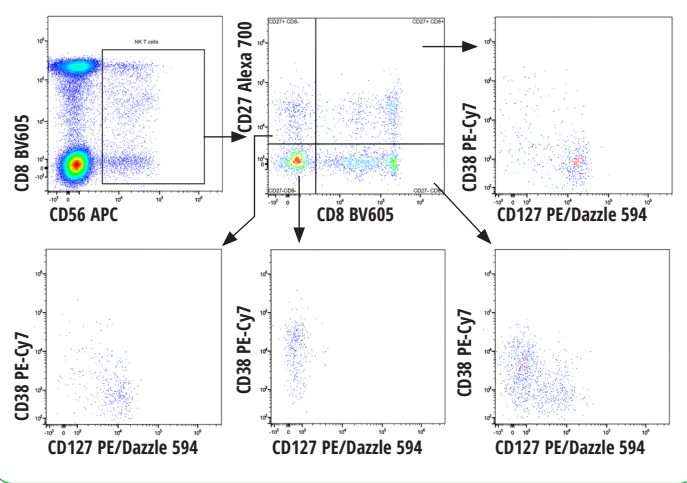 NK T cells
CD8 BV605
CD56 APC
CD27+ CD8-
CD27+ CD8+
CD27-CD8-
CD27 Alexa 700
CD8 BV605
CD38 PE-Cy7
CD127 PE/Dazzle 594
CD38 PE-Cy7
CD127 PE/Dazzle 594
CD38 PE-Cy7
CD127 PE/Dazzle 594
CD38 PE-Cy7
CD127 PE/Dazzle 594